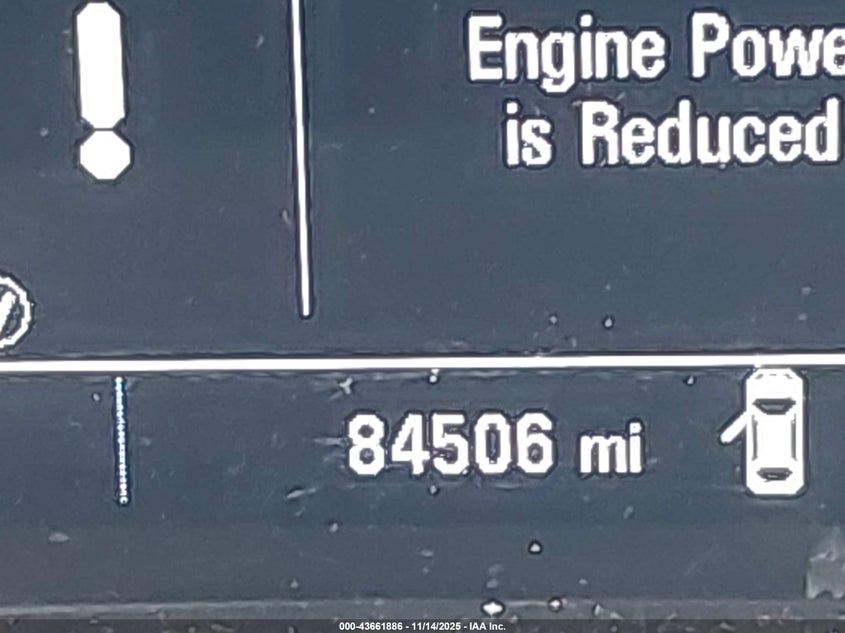 Engine Powe
is Reduced
84506 mi
000-43661886 - 11/14/2025 - IAA Inc.